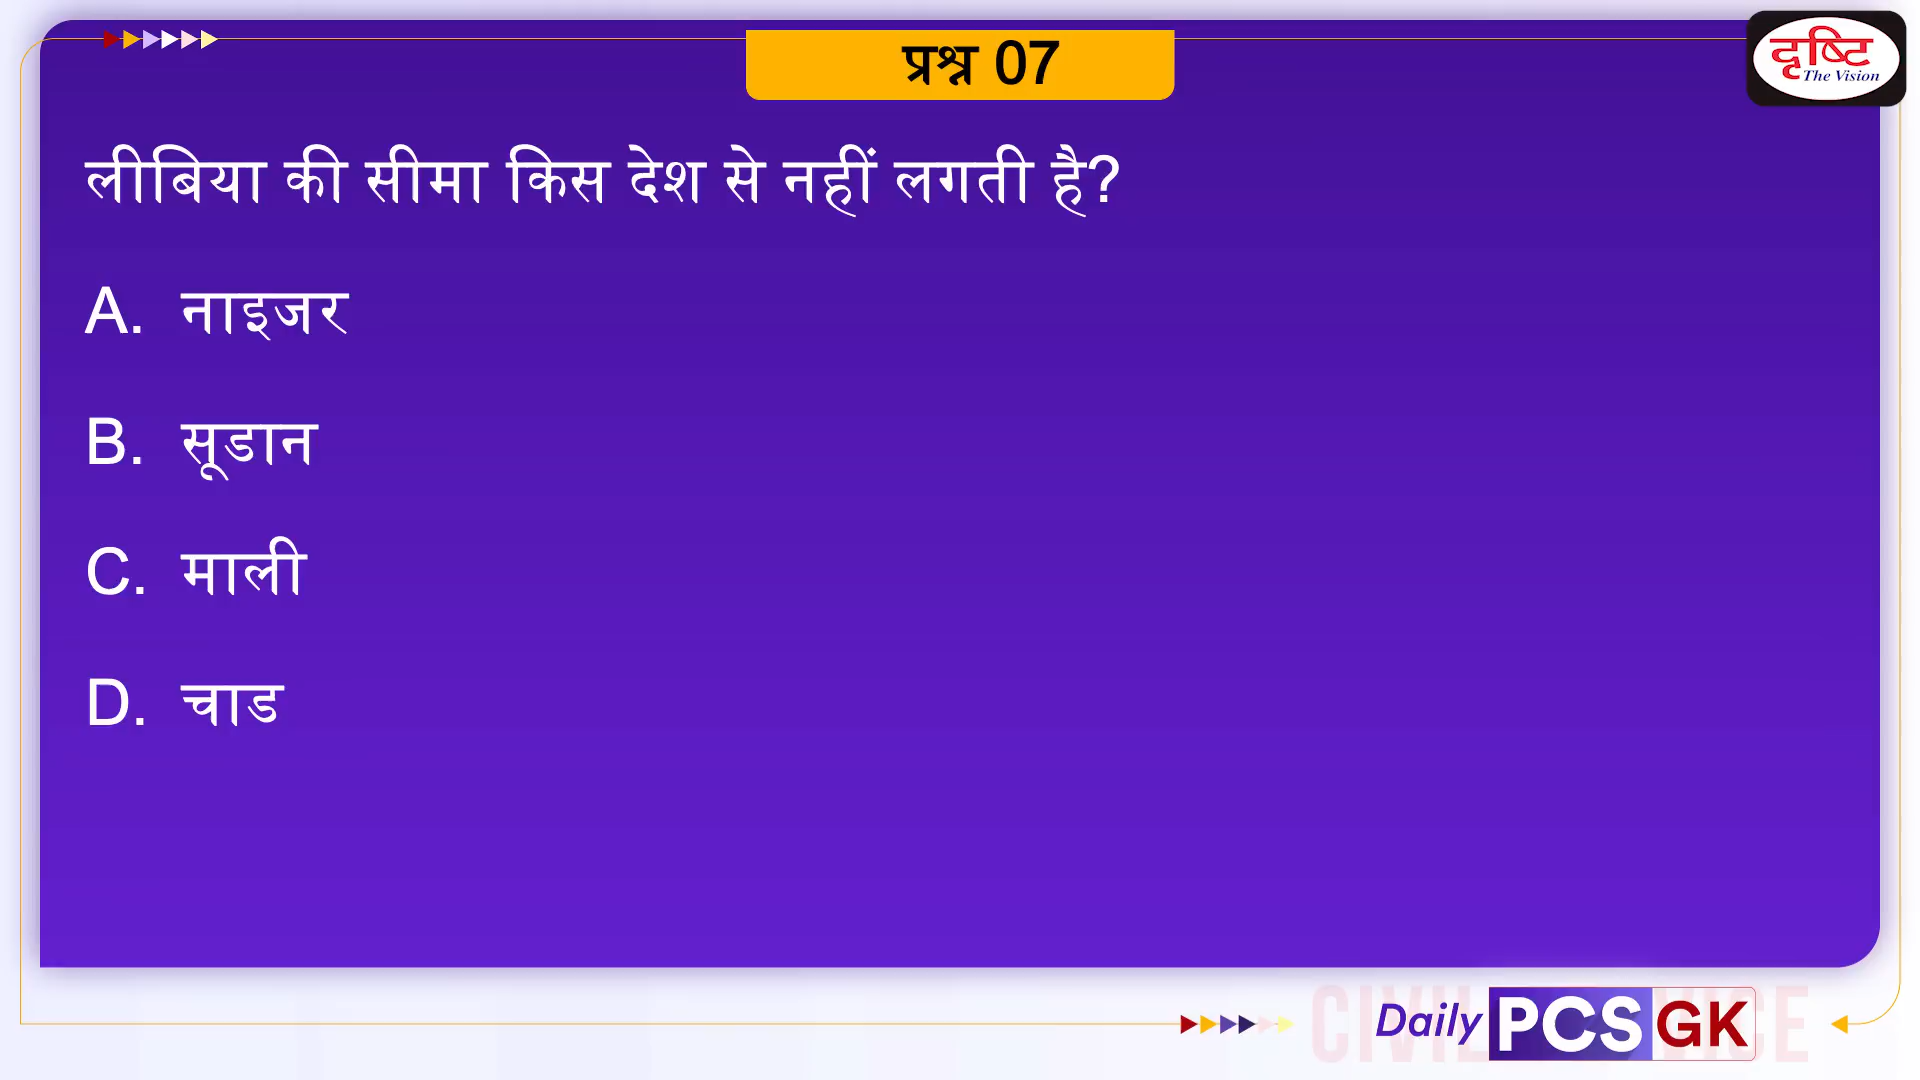 प्रश्न 07
दृष्टि
The Vision
लीबिया की सीमा किस देश से नहीं लगती है?
A. नाइजर
B. सूडान
C. माली
D. चाड
Daily PCS GK